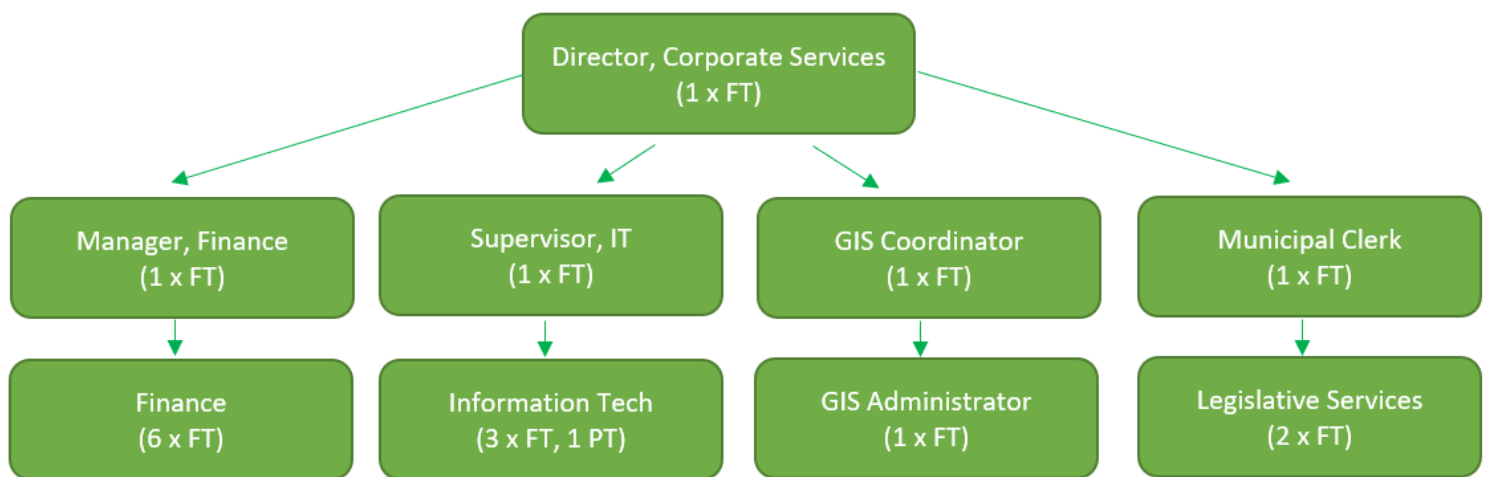 Director, Corporate Services
(1 x FT)
Manager, Finance
(1 x FT)
Supervisor, IT
(1 x FT)
GIS Coordinator
(1 x FT)
Municipal Clerk
(1 x FT)
Finance
(6 x FT)
Information Tech
(3 x FT, 1 PT)
GIS Administrator
(1 x FT)
Legislative Services
(2 x FT)